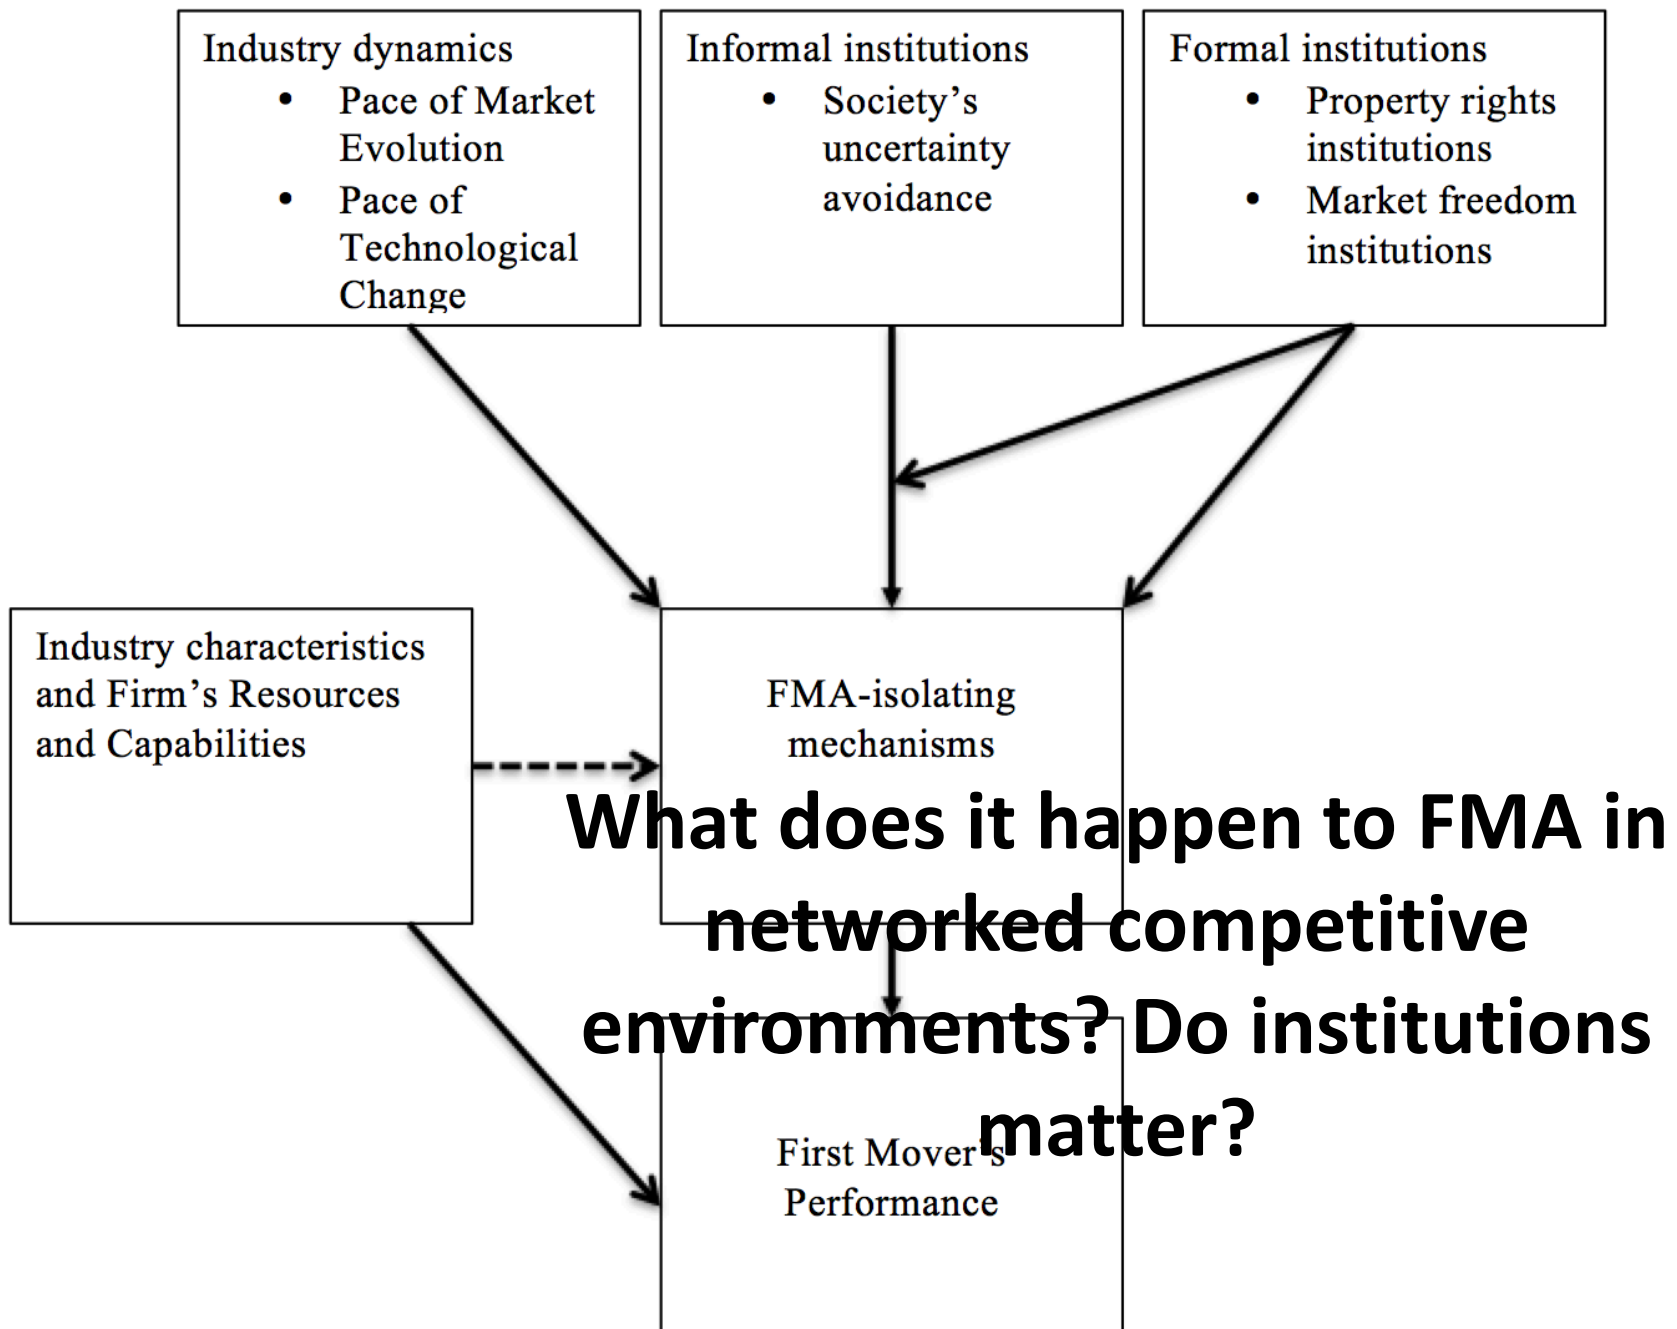 Industry dynamics
• Pace of Market
Evolution
• Pace of
Technological
Change
Informal institutions
• Society’s
uncertainty
avoidance
Formal institutions
• Property rights
institutions
• Market freedom
institutions
Industry characteristics
and Firm’s Resources
and Capabilities
FMA-isolating
mechanisms
What does it happen to FMA in
networked competitive
environments? Do institutions
matter?
First Mover’s
Performance